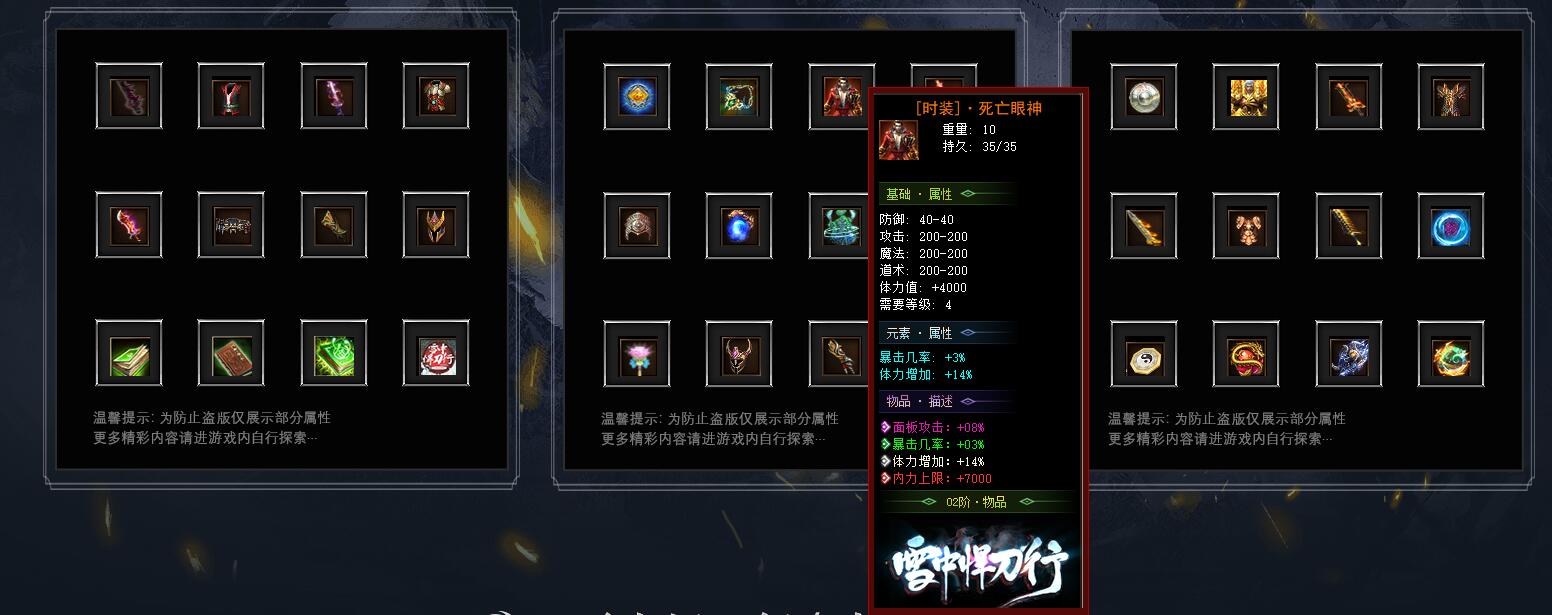 雪中悍刀行
温馨提示: 为防止盗版仅展示部分属性
更多精彩内容请进游戏内自行探索···
温馨提示: 为防止盗版仅展示部分属性
更多精彩内容请进游戏内自行探索···
[时装]·死亡眼神
重量: 10
持久: 35/35
基础·属性
防御: 40-40
攻击: 200-200
魔法: 200-200
道术: 200-200
体力值: +4000
需要等级: 4
元素·属性
暴击几率: +3%
体力增加: +14%
物品·描述
面板攻击: +08%
暴击几率: +03%
体力增加: +14%
内力上限: +7000
02阶·物品
雪中悍刀行
温馨提示: 为防止盗版仅展示部分属性
更多精彩内容请进游戏内自行探索···